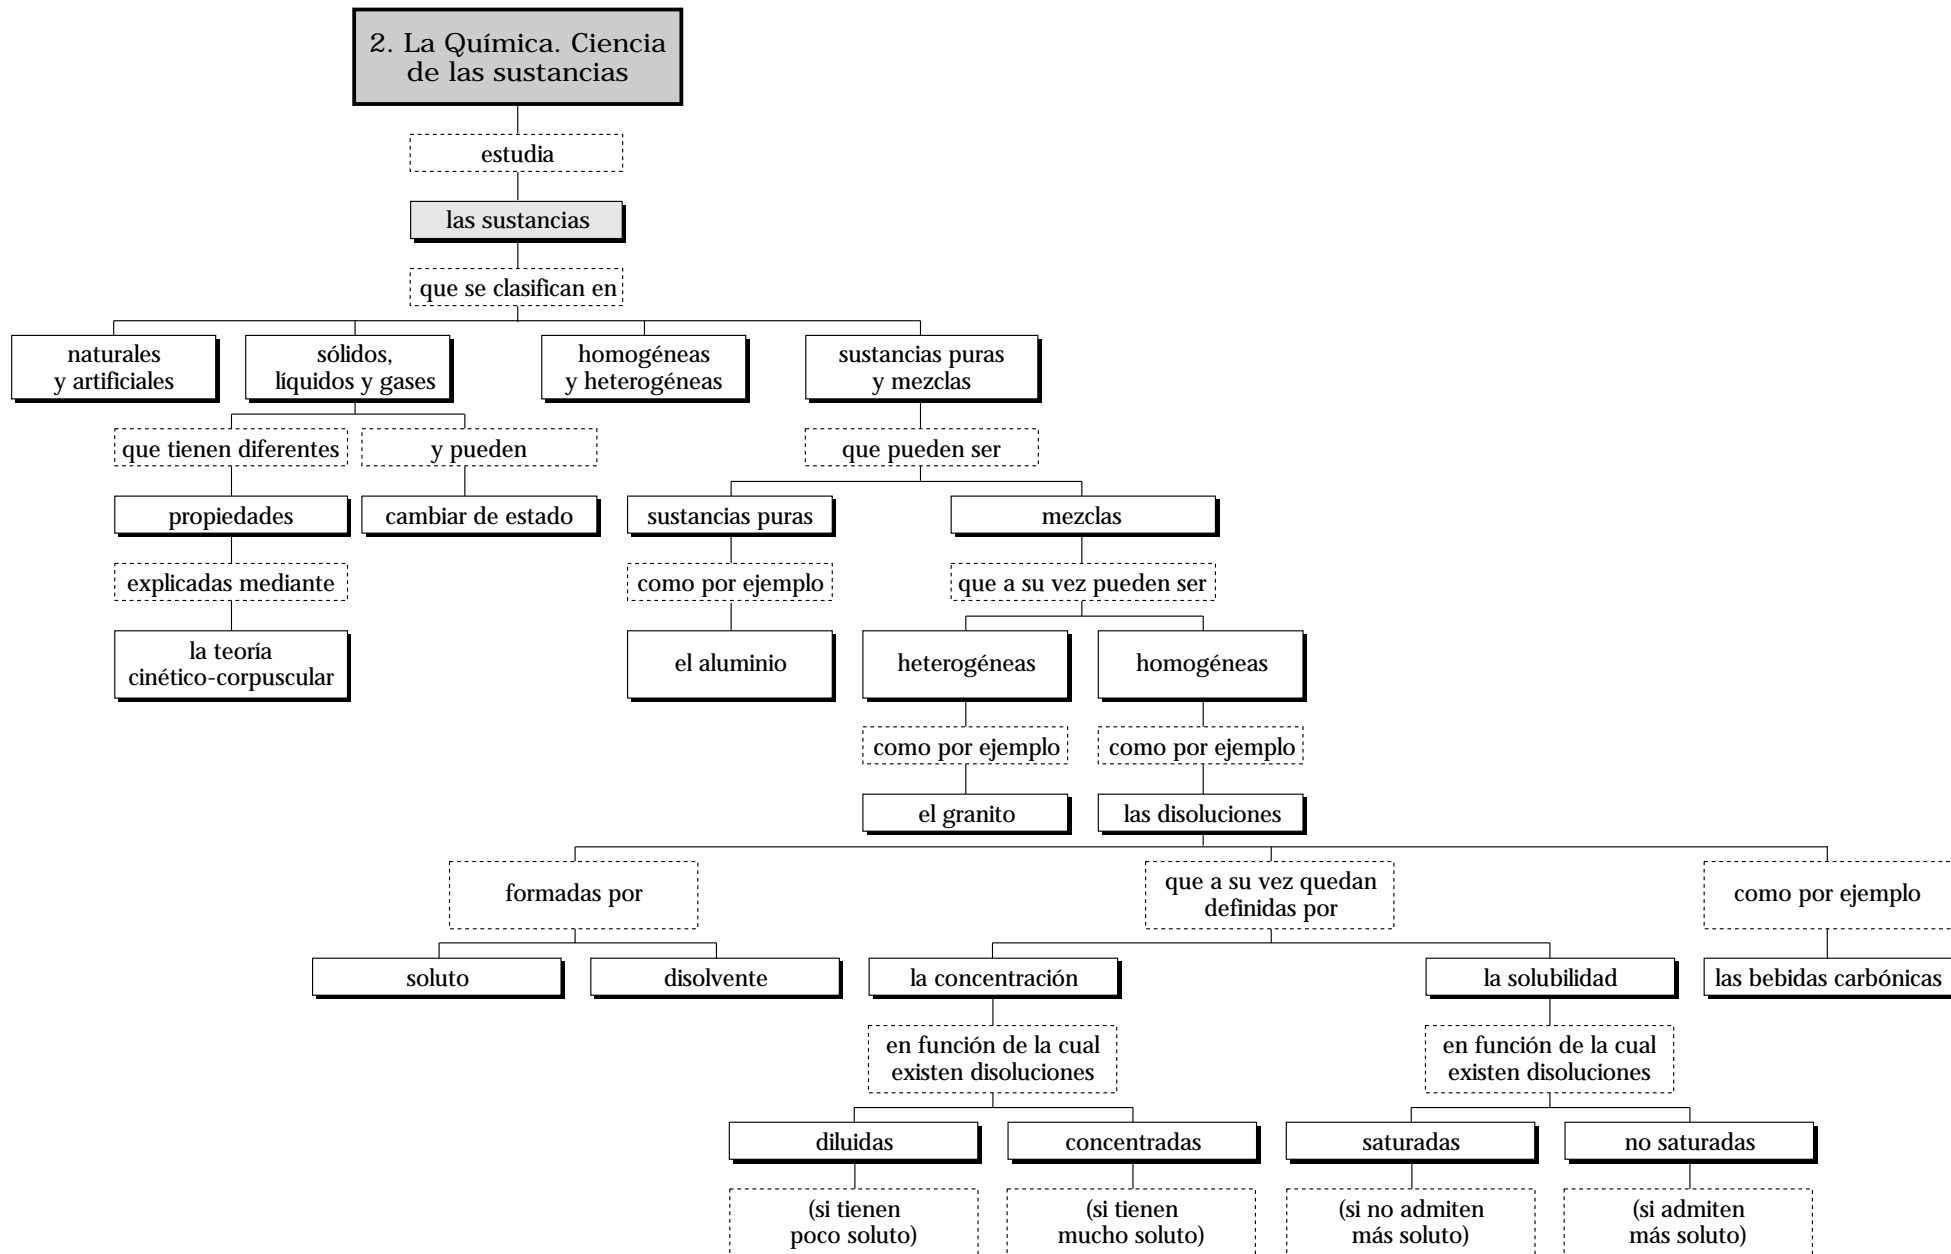 2. La Química. Ciencia
de las sustancias
estudia
las sustancias
que se clasifican en
naturales
y artificiales
sólidos,
líquidos y gases
homogéneas
y heterogéneas
sustancias puras
y mezclas
que tienen diferentes
y pueden
que pueden ser
propiedades
cambiar de estado
sustancias puras
mezclas
explicadas mediante
como por ejemplo
que a su vez pueden ser
la teoría
cinético-corpuscular
el aluminio
heterogéneas
homogéneas
como por ejemplo
como por ejemplo
el granito
las disoluciones
formadas por
que a su vez quedan
definidas por
como por ejemplo
soluto
disolvente
la concentración
la solubilidad
las bebidas carbónicas
en función de la cual
existen disoluciones
en función de la cual
existen disoluciones
diluidas
concentradas
saturadas
no saturadas
(si tienen
poco soluto)
(si tienen
mucho soluto)
(si no admiten
más soluto)
(si admiten
más soluto)